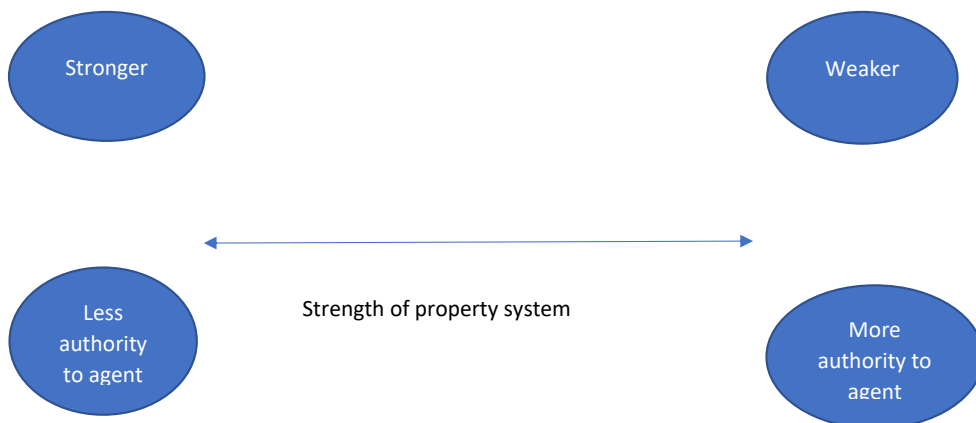 Stronger
Weaker
Strength of property system
Less
authority
to agent
More
authority to
agent